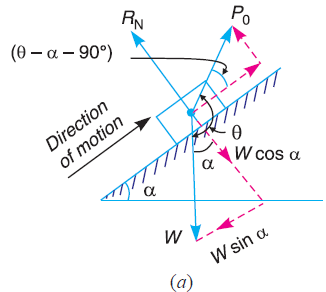 R_N
P_0
(θ – α – 90°)
Direction
of motion
θ
α
W cos α
α
W
W sin α
(a)